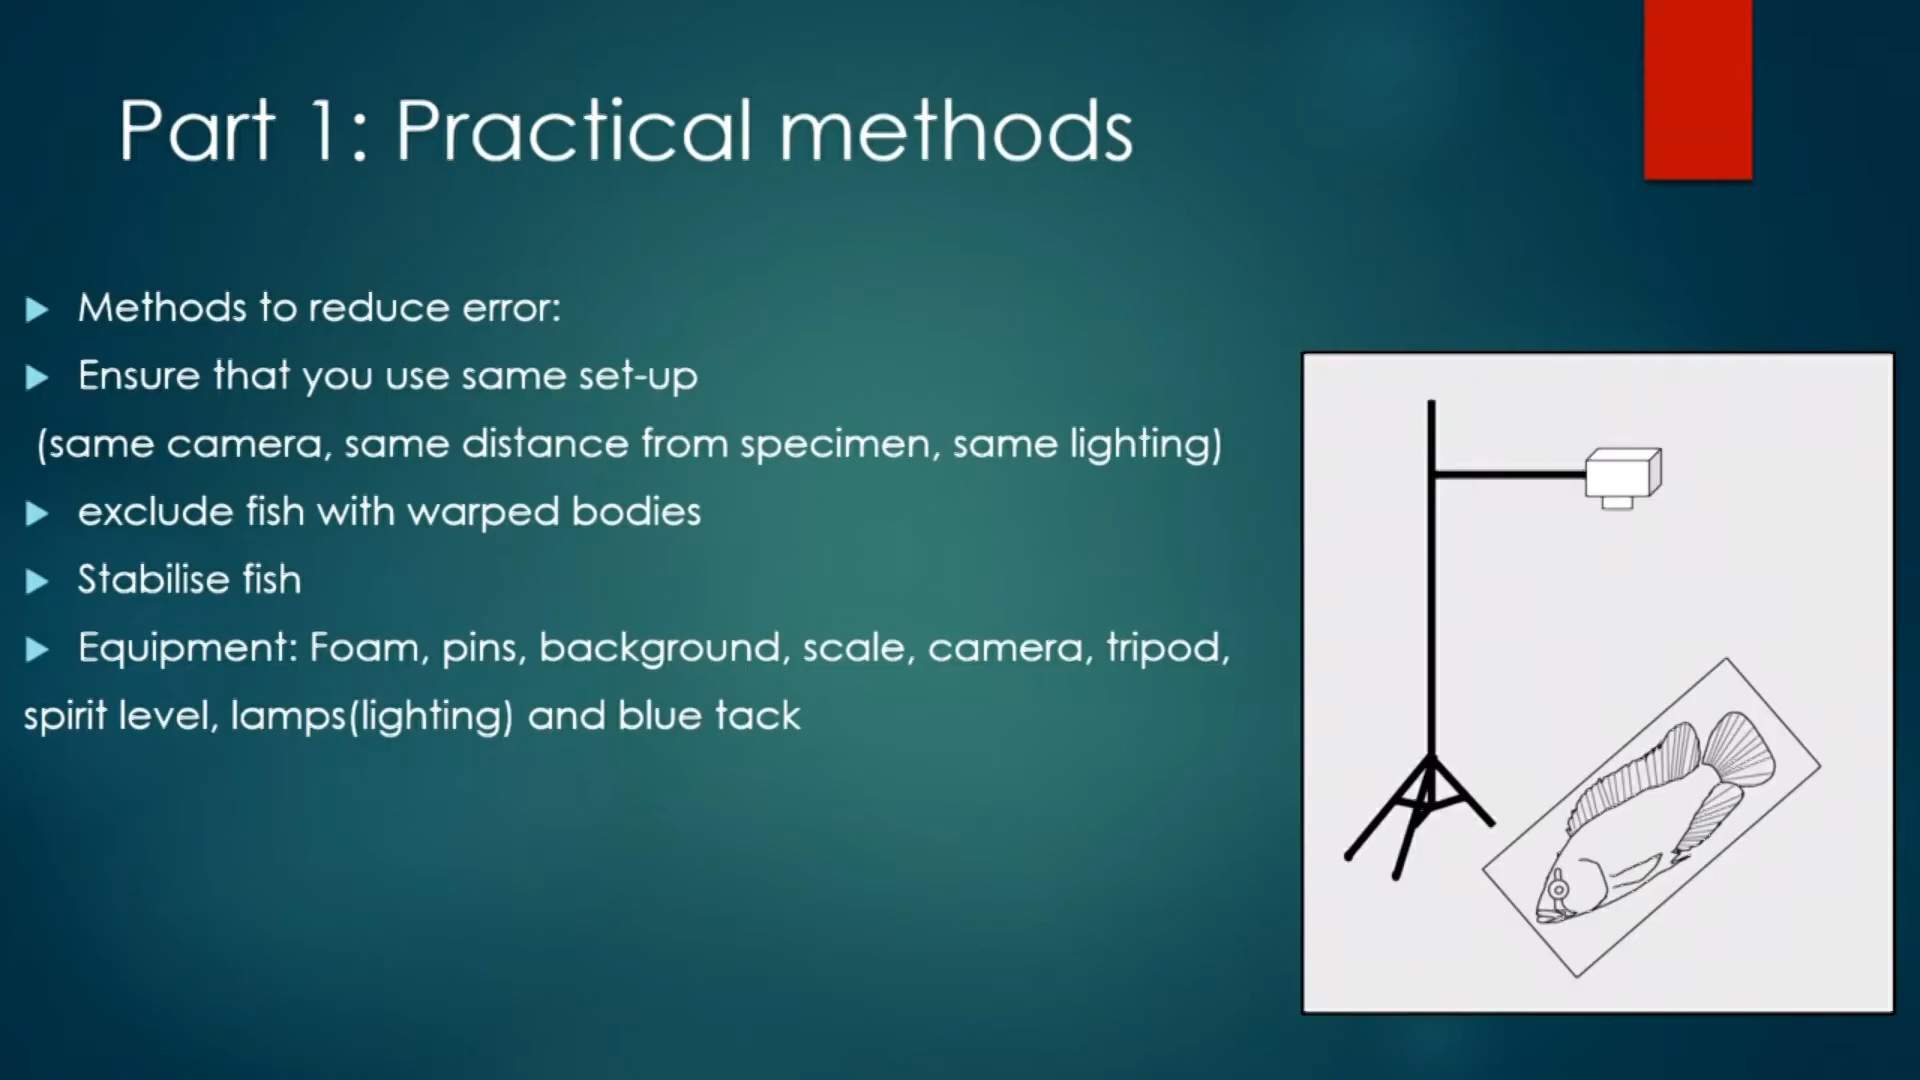 Part 1: Practical methods
Methods to reduce error:
Ensure that you use same set-up
(same camera, same distance from specimen, same lighting)
exclude fish with warped bodies
Stabilise fish
Equipment: Foam, pins, background, scale, camera, tripod,
spirit level, lamps(lighting) and blue tack